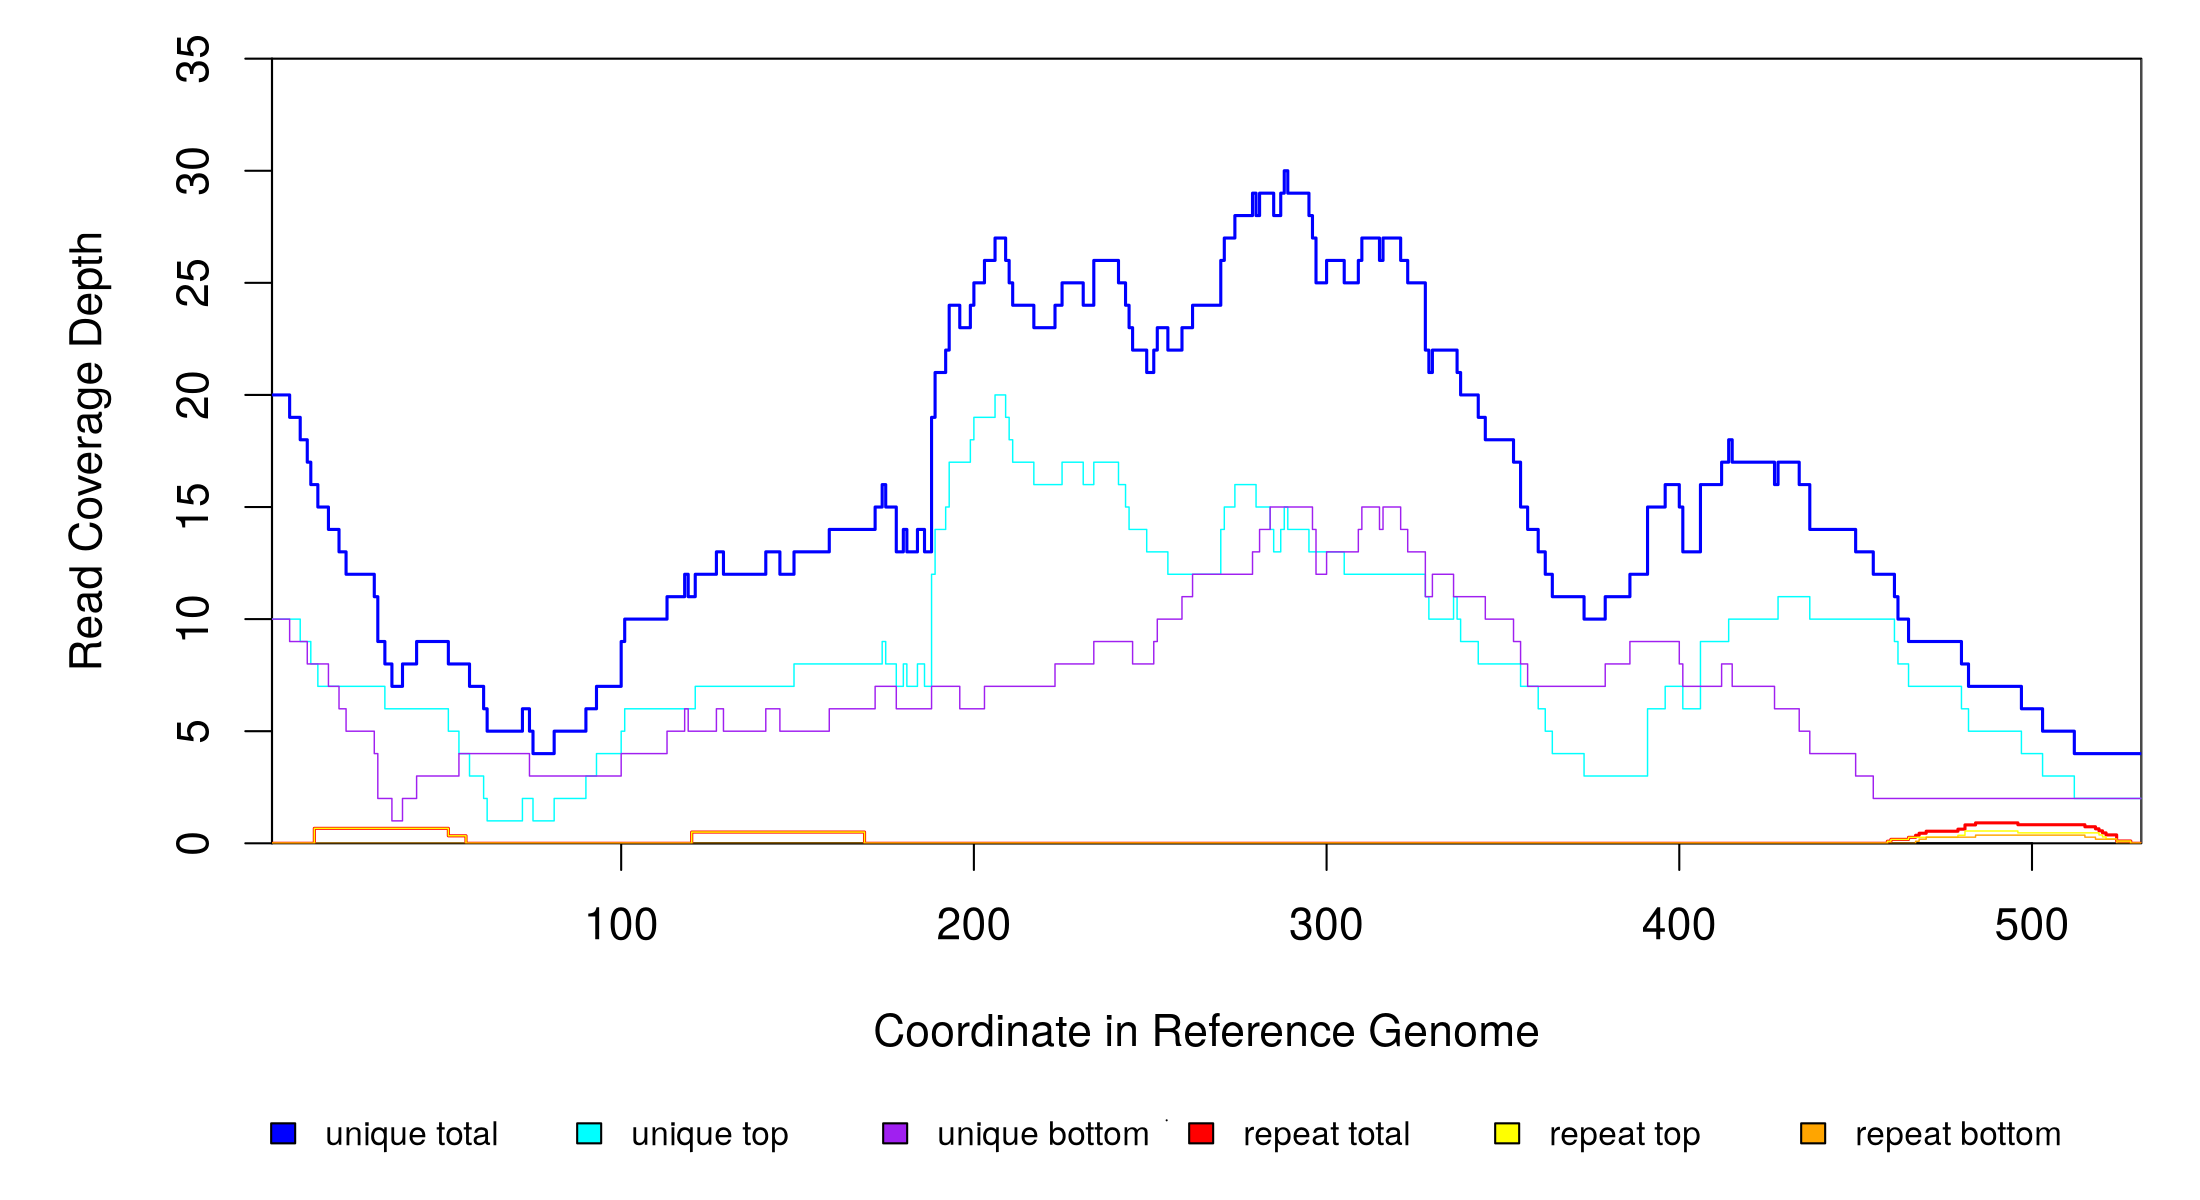 35
30
25
20
15
10
5
0
Read Coverage Depth
100 200 300 400 500
Coordinate in Reference Genome
unique total unique top unique bottom repeat total repeat top repeat bottom